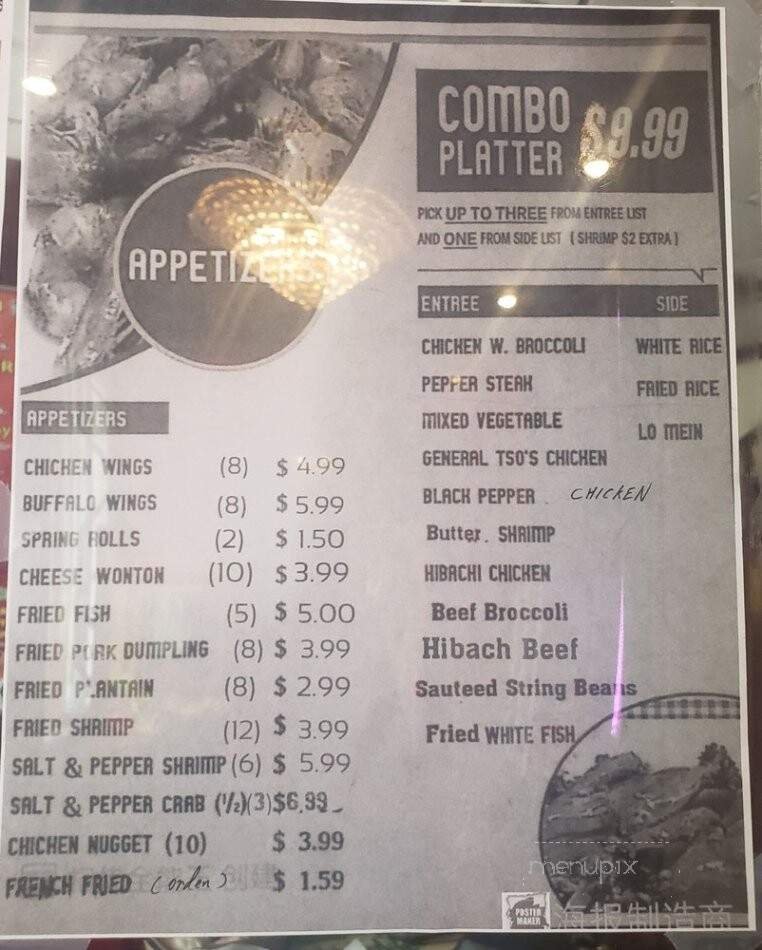 COMBO
PLATTER $9.99
PICK UP TO THREE FROM ENTREE LIST
AND ONE FROM SIDE LIST ( SHRIMP $2 EXTRA )
ENTREE SIDE
CHICKEN W. BROCCOLI WHITE RICE
PEPPER STEAK FRIED RICE
MIXED VEGETABLE LO MEIN
GENERAL TSO'S CHICKEN
BLACK PEPPER CHICKEN
Butter. SHRIMP
HIBACHI CHICKEN
Beef Broccoli
Hibach Beef
Sauteed String Beans
Fried WHITE FISH
APPETIZERS
CHICKEN WINGS (8) $ 4.99
BUFFALO WINGS (8) $ 5.99
SPRING ROLLS (2) $ 1.50
CHEESE WONTON (10) $ 3.99
FRIED FISH (5) $ 5.00
FRIED PORK DUMPLING (8) $ 3.99
FRIED PLANTAIN (8) $ 2.99
FRIED SHRIMP (12) $ 3.99
SALT & PEPPER SHRIMP (6) $ 5.99
SALT & PEPPER CRAB (1/2)(3) $6.99
CHICKEN NUGGET (10) $ 3.99
FRENCH FRIED (order) $ 1.59
menupix
POSTER
MAKER
海报制造商